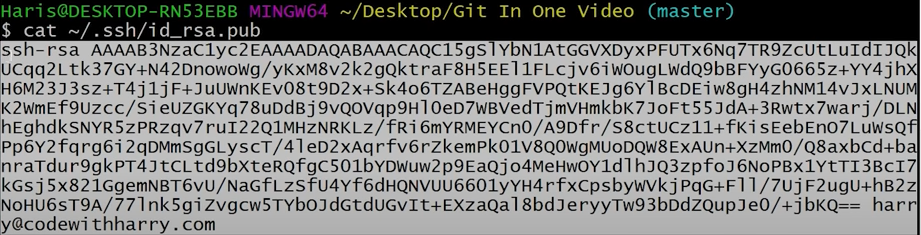 Haris@DESKTOP-RN53EBB MINGW64 ~/Desktop/Git In One Video (master)
$ cat ~/.ssh/id_rsa.pub
ssh-rsa AAAAB3NzaC1yc2EAAAADAQABAAACAQC15gSlYbN1AtGGVXDyxPFUTx6Nq7TR9ZcUtLuIdIJQk
UCqq2Ltk37GY+N42DnowoWg/yKxM8v2k2gQktraF8H5EEl1FLcjv6iWOugLWdQ9bBFYyG0665z+YY4jhX
H6M23J3sz+T4j1jF+JuUWnKEv08t9D2x+Sk4o6TZABeHggFVPQtKEJg6YlBcDEiw8gH4zhNM14vJxLNUM
K2WmEf9Uzcc/SieUZGKYq78uDdBj9vQOVqp9Hl0eD7WBVedTjmVHmkbK7JoFt55JdA+3Rwtx7warj/DLN
hEghdkSNYR5zPRzqv7ruI22Q1MHzNRKLz/fRi6mYRMEYCn0/A9Dfr/S8ctUCz11+fKisEebEnO7LuWsQf
Pp6Y2fqrg6i2qDMmSgGLyscT/4leD2xAqrfv6rZkemPk01V8QOWgMUoDQW8ExAUn+XzMm0/Q8axbCd+ba
nraTdur9gkPT4JtCLtd9bXteRQfgC501bYDWuw2p9EaQjo4MeHwOY1dlhJQ3zpfoJ6NoPBx1YtTI3BcI7
kGsj5x821GgemNBT6vU/NaGfLzSfU4Yf6dHQNVUU6601yYH4rfxCpsbyWVkjPqG+Fll/7UjF2ugU+hB2z
NoHU6sT9A/77lnk5giZvgcw5TYbOJdGtdUGvIt+EXzaQal8bdJeryyTw93bDdZQupJe0/+jbKQ== harr
y@codewithharry.com